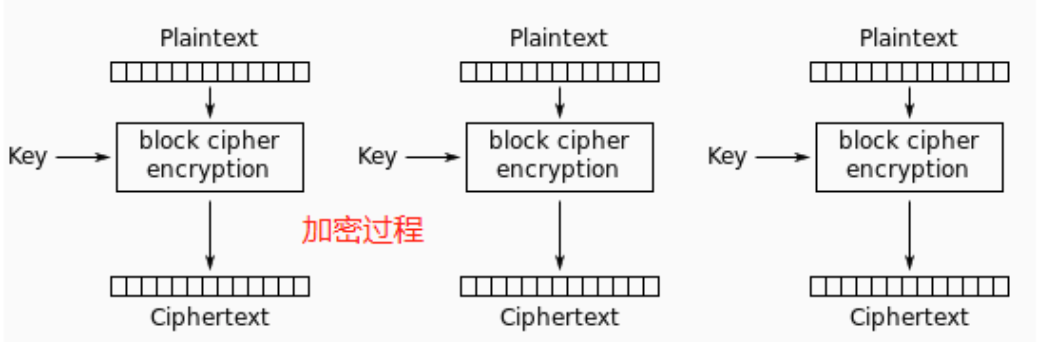 Plaintext Plaintext Plaintext
Key block cipher encryption Key block cipher encryption Key block cipher encryption
加密过程
Ciphertext Ciphertext Ciphertext